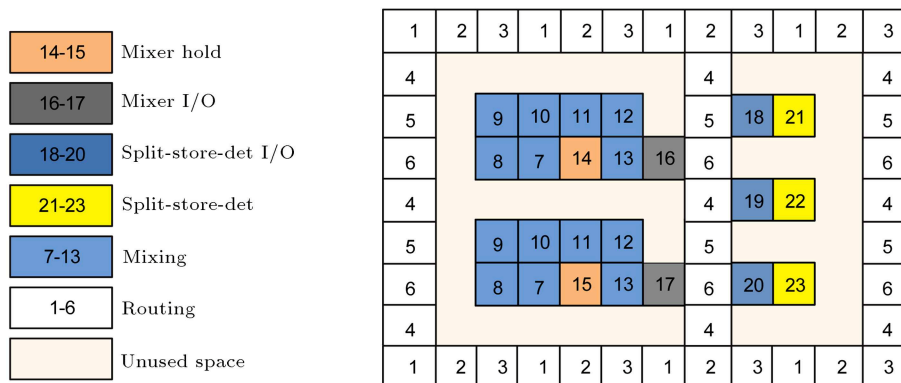 14-15 Mixer hold
16-17 Mixer I/O
18-20 Split-store-det I/O
21-23 Split-store-det
7-13 Mixing
1-6 Routing
Unused space
1 2 3 1 2 3 1 2 3 1 2 3
4 4 4
5 9 10 11 12 5 18 21 5
6 8 7 14 13 16 6 6
4 4 19 22 4
5 9 10 11 12 5 5
6 8 7 15 13 17 6 20 23 6
4 4 4
1 2 3 1 2 3 1 2 3 1 2 3